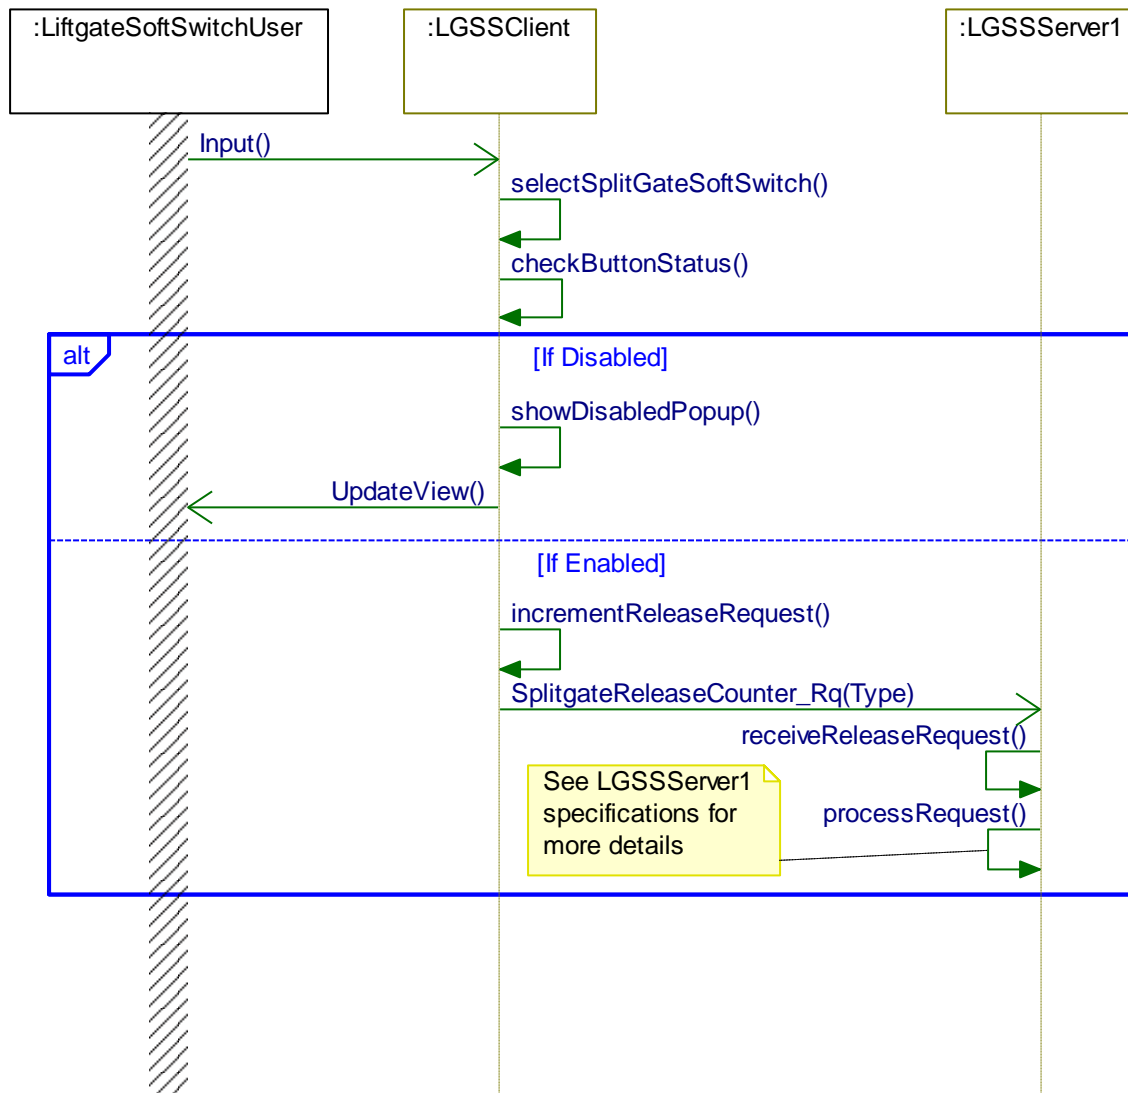 :LiftgateSoftSwitchUser
:LGSSClient
:LGSSServer1
Input()
selectSplitGateSoftSwitch()
checkButtonStatus()
alt
[If Disabled]
showDisabledPopup()
UpdateView()
[If Enabled]
incrementReleaseRequest()
SplitgateReleaseCounter_Rq(Type)
receiveReleaseRequest()
See LGSSServer1
specifications for
more details
processRequest()